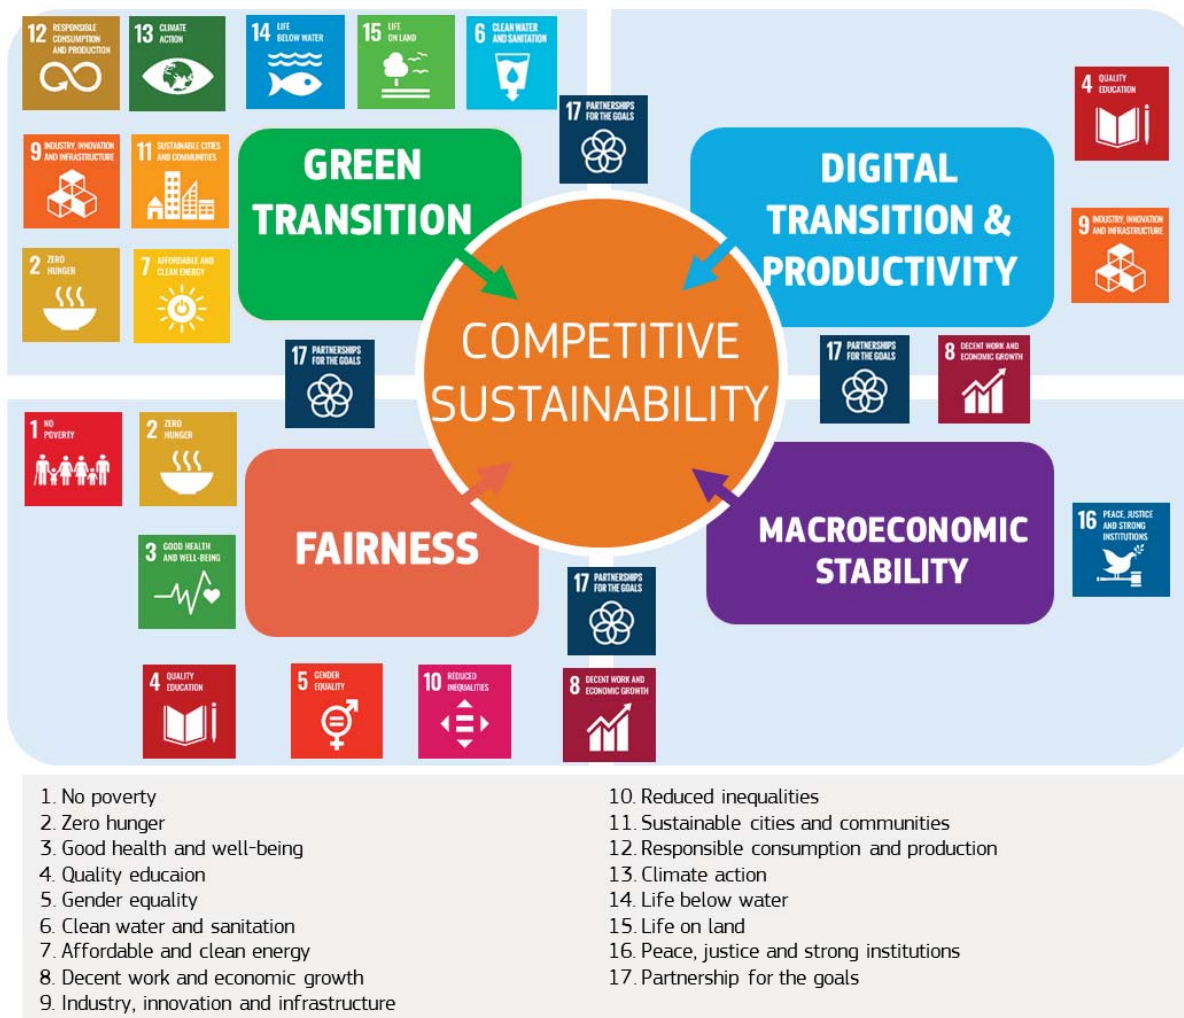 12 RESPONSIBLE
CONSUMPTION
AND PRODUCTION
13 CLIMATE
ACTION
14 LIFE
BELOW WATER
15 LIFE
ON LAND
6 CLEAN WATER
AND SANITATION
17 PARTNERSHIPS
FOR THE GOALS
4 QUALITY
EDUCATION
9 INDUSTRY, INNOVATION
AND INFRASTRUCTURE
11 SUSTAINABLE CITIES
AND COMMUNITIES
GREEN
TRANSITION
DIGITAL
TRANSITION &
PRODUCTIVITY
9 INDUSTRY, INNOVATION
AND INFRASTRUCTURE
2 ZERO
HUNGER
7 AFFORDABLE AND
CLEAN ENERGY
COMPETITIVE
SUSTAINABILITY
17 PARTNERSHIPS
FOR THE GOALS
17 PARTNERSHIPS
FOR THE GOALS
8 DECENT WORK AND
ECONOMIC GROWTH
1 NO
POVERTY
2 ZERO
HUNGER
3 GOOD HEALTH
AND WELL-BEING
FAIRNESS
MACROECONOMIC
STABILITY
16 PEACE, JUSTICE
AND STRONG
INSTITUTIONS
17 PARTNERSHIPS
FOR THE GOALS
4 QUALITY
EDUCATION
5 GENDER
EQUALITY
10 REDUCED
INEQUALITIES
8 DECENT WORK AND
ECONOMIC GROWTH
1. No poverty
2. Zero hunger
3. Good health and well-being
4. Quality educaion
5. Gender equality
6. Clean water and sanitation
7. Affordable and clean energy
8. Decent work and economic growth
9. Industry, innovation and infrastructure
10. Reduced inequalities
11. Sustainable cities and communities
12. Responsible consumption and production
13. Climate action
14. Life below water
15. Life on land
16. Peace, justice and strong institutions
17. Partnership for the goals